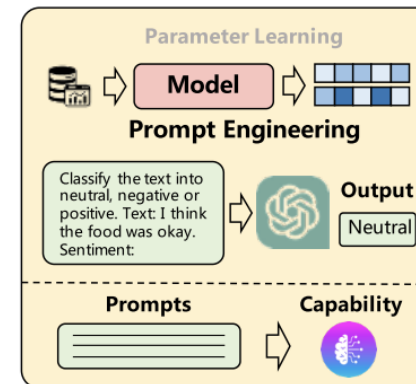 Parameter Learning
Model
Prompt Engineering
Classify the text into
neutral, negative or
positive. Text: I think
the food was okay.
Sentiment:
Output
Neutral
Prompts
Capability